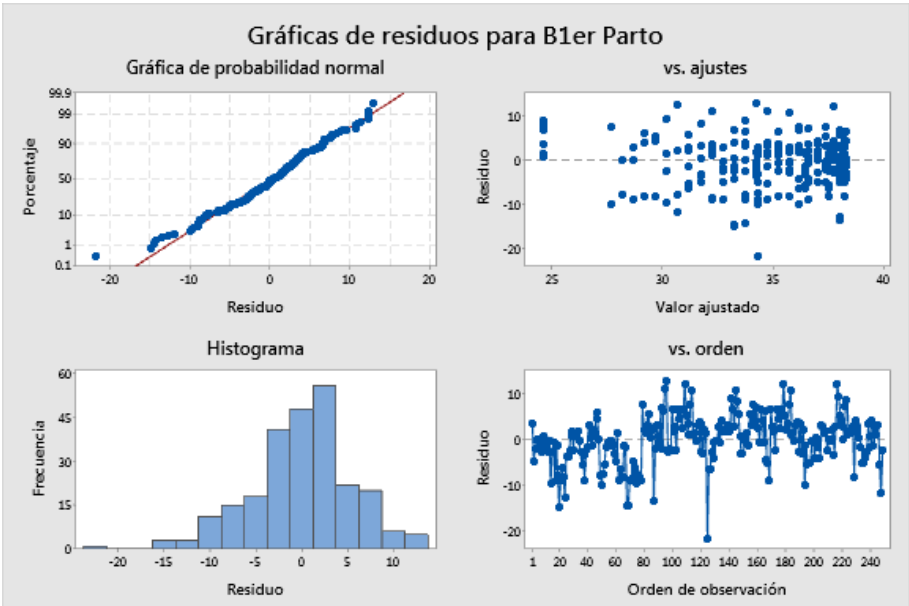 Gráficas de residuos para B1er Parto
Gráfica de probabilidad normal
99.9
99
90
50
10
1
0.1
Porcentaje
-20 -10 0 10 20
Residuo
vs. ajustes
10
0
-10
-20
Residuo
25 30 35 40
Valor ajustado
Histograma
60
45
30
15
0
Frecuencia
-20 -15 -10 -5 0 5 10
Residuo
vs. orden
10
0
-10
-20
Residuo
1 20 40 60 80 100 120 140 160 180 200 220 240
Orden de observación